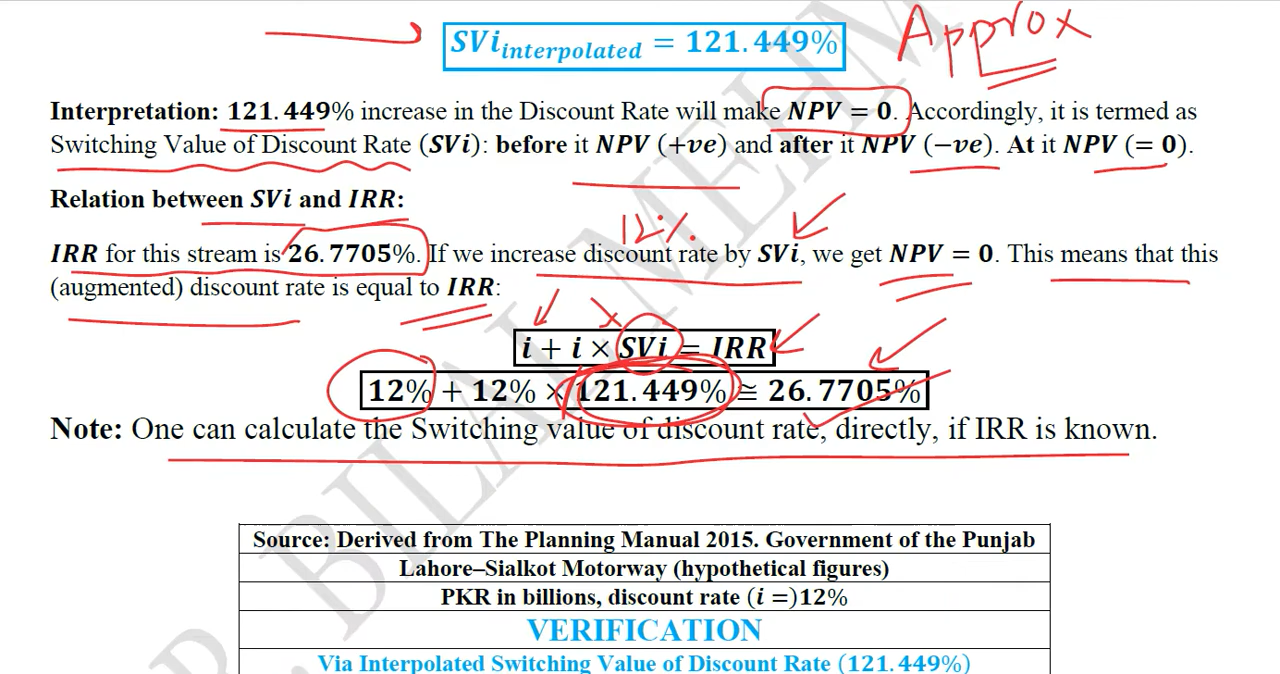 SVi interpolated = 121.449%
Approx
Interpretation: 121.449% increase in the Discount Rate will make NPV = 0. Accordingly, it is termed as
Switching Value of Discount Rate (SVi): before it NPV (+ve) and after it NPV (−ve). At it NPV (= 0).
Relation between SVi and IRR:
12%
IRR for this stream is 26.7705%. If we increase discount rate by SVi, we get NPV = 0. This means that this
(augmented) discount rate is equal to IRR:
i + i × SVi = IRR
12% + 12% × 121.449% ≅ 26.7705%
Note: One can calculate the Switching value of discount rate, directly, if IRR is known.
Source: Derived from The Planning Manual 2015. Government of the Punjab
Lahore–Sialkot Motorway (hypothetical figures)
PKR in billions, discount rate (i =)12%
VERIFICATION
Via Interpolated Switching Value of Discount Rate (121.449%)
BILAL MEHM